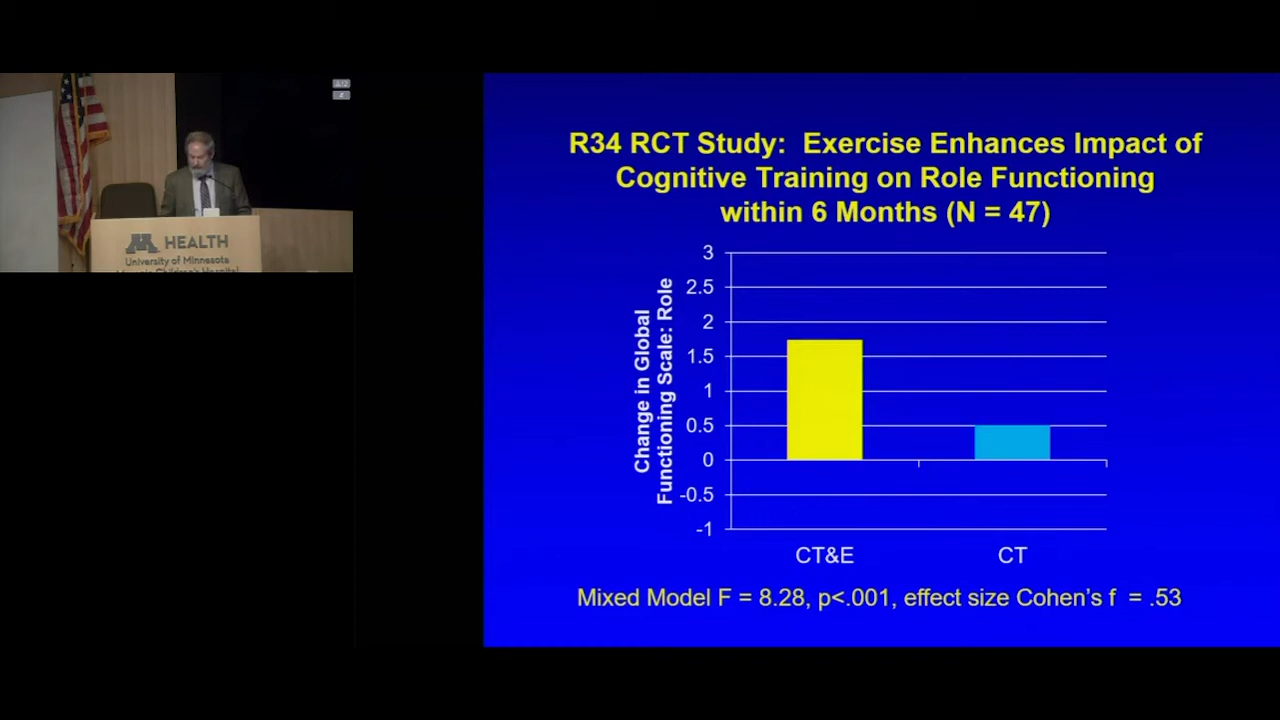 M HEALTH
University of Minnesota
R34 RCT Study:  Exercise Enhances Impact of
Cognitive Training on Role Functioning
within 6 Months (N = 47)
Change in Global
Functioning Scale: Role
3
2.5
2
1.5
1
0.5
0
-0.5
-1
CT&E
CT
Mixed Model F = 8.28, p<.001, effect size Cohen's f  = .53